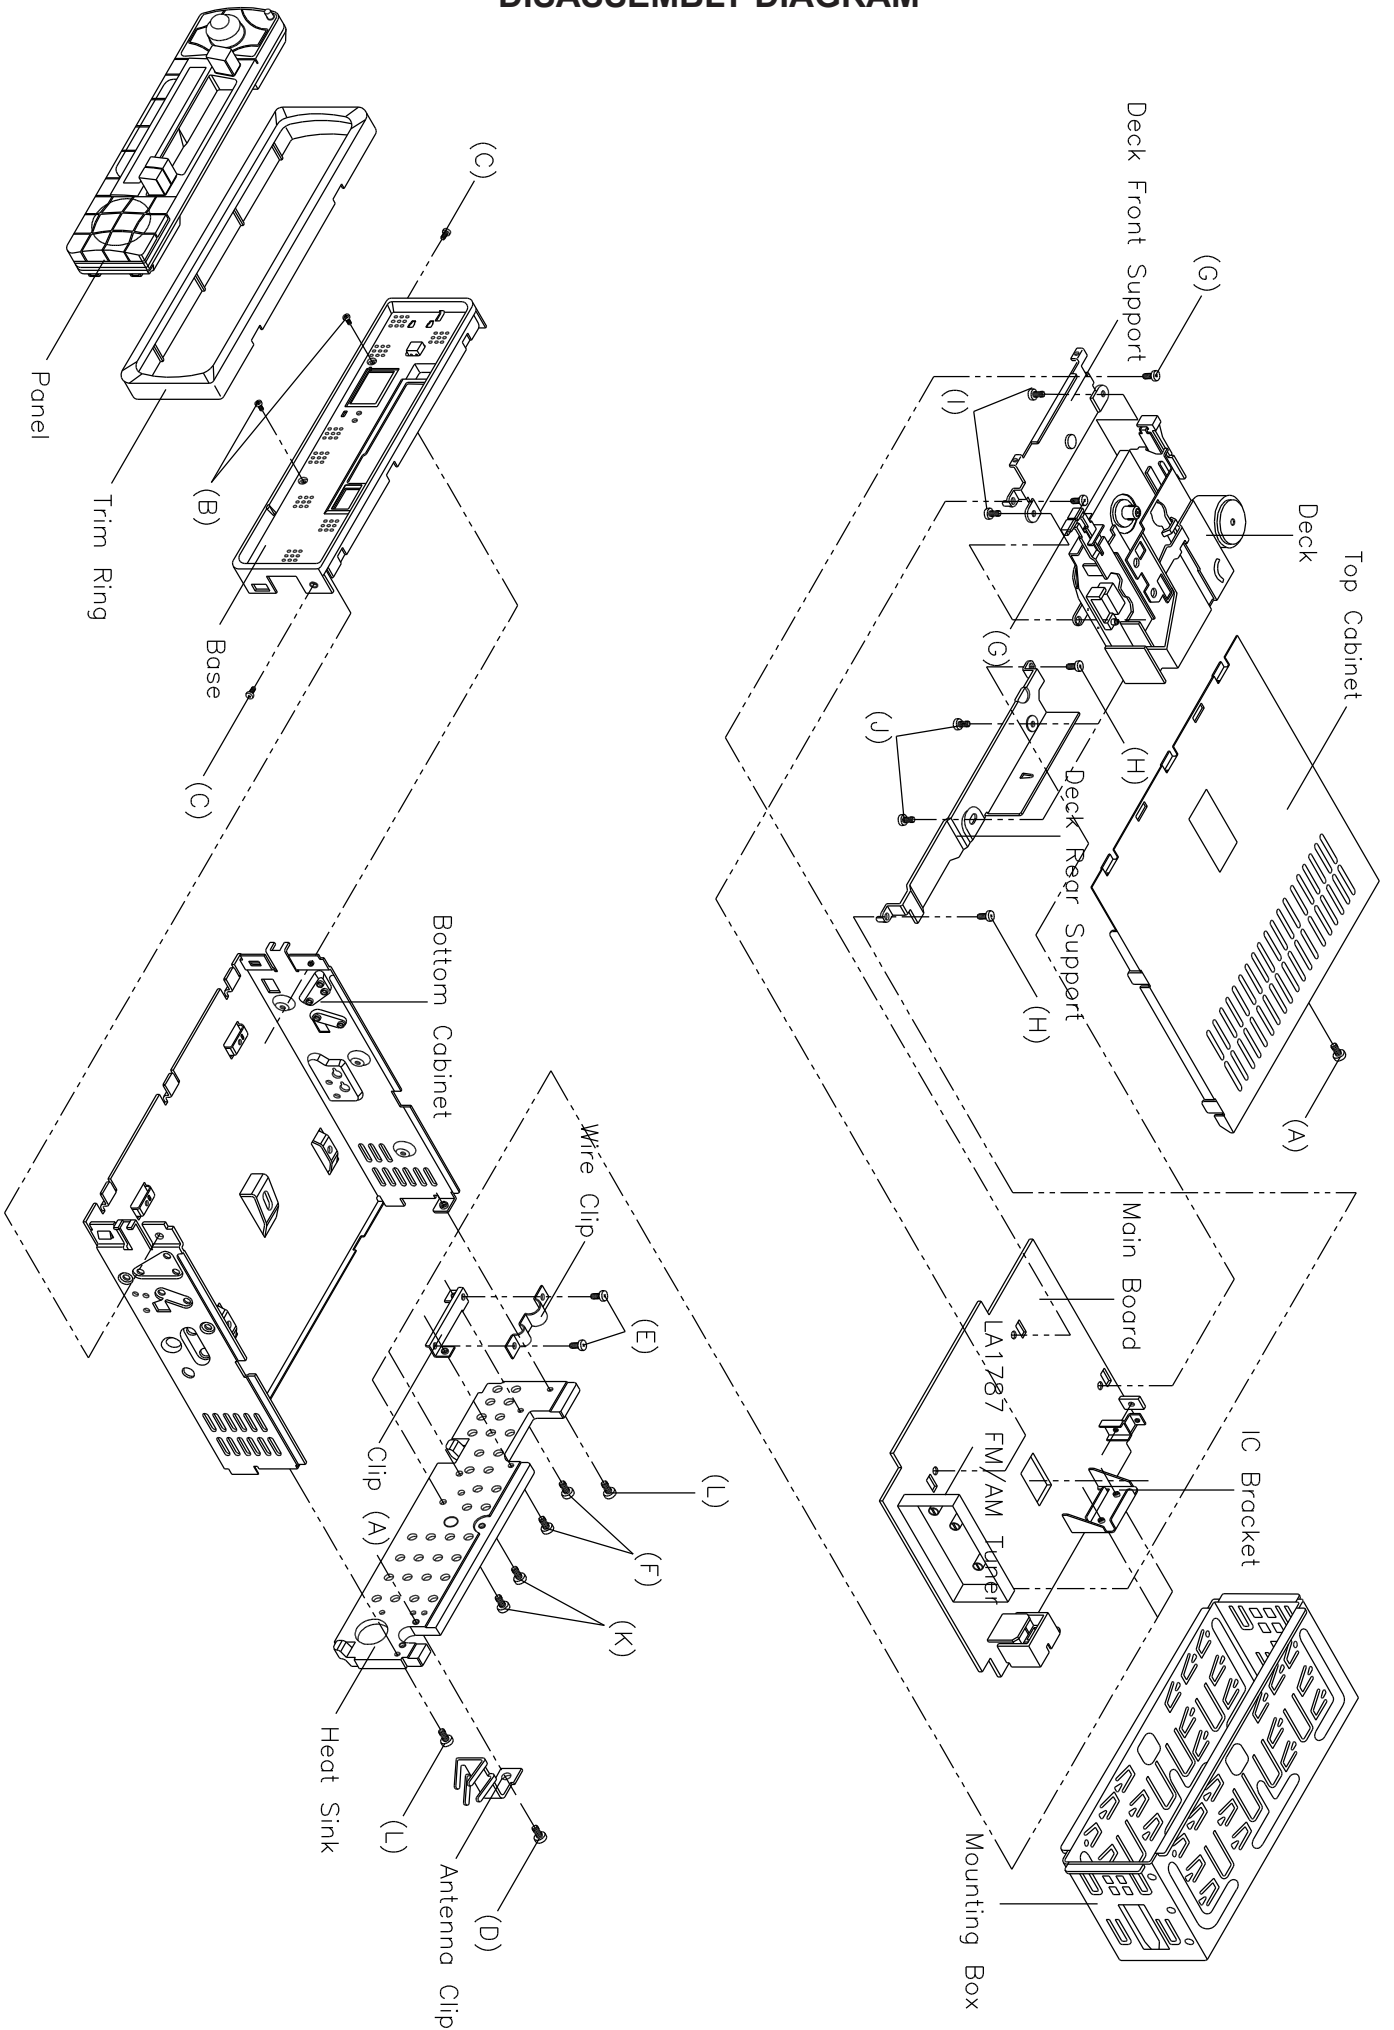 DISASSEMBLY DIAGRAM
Deck Front Support
(G)
(I)
Deck
Top Cabinet
(G)
(H)
(J)
Deck Rear Support
(H)
(A)
Main Board
LA1787 FM/AM Tuner
IC Bracket
Mounting Box
(C)
Panel
Trim Ring
(B)
Base
(C)
Bottom Cabinet
Wire Clip
(E)
Clip (A)
(L)
(F)
(K)
Heat Sink
(L)
Antenna Clip
(D)